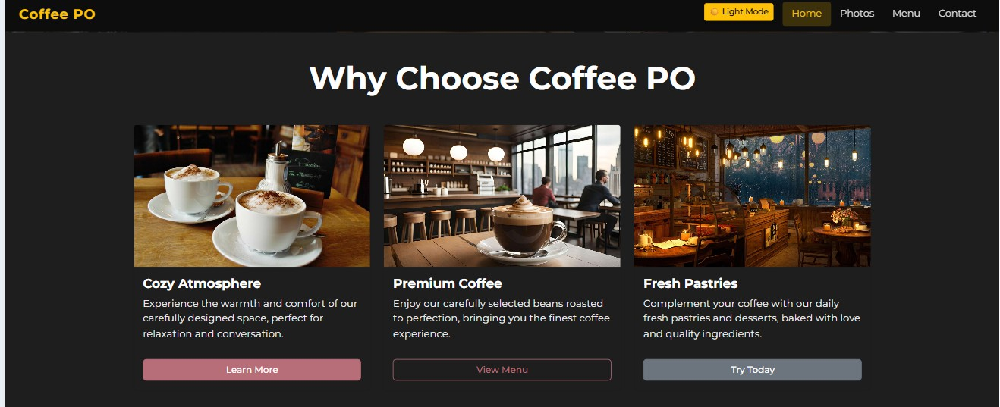 Coffee PO
Light Mode
Home
Photos
Menu
Contact
Why Choose Coffee PO
Cozy Atmosphere
Experience the warmth and comfort of our
carefully designed space, perfect for
relaxation and conversation.
Learn More
Premium Coffee
Enjoy our carefully selected beans roasted
to perfection, bringing you the finest coffee
experience.
View Menu
Fresh Pastries
Complement your coffee with our daily
fresh pastries and desserts, baked with love
and quality ingredients.
Try Today